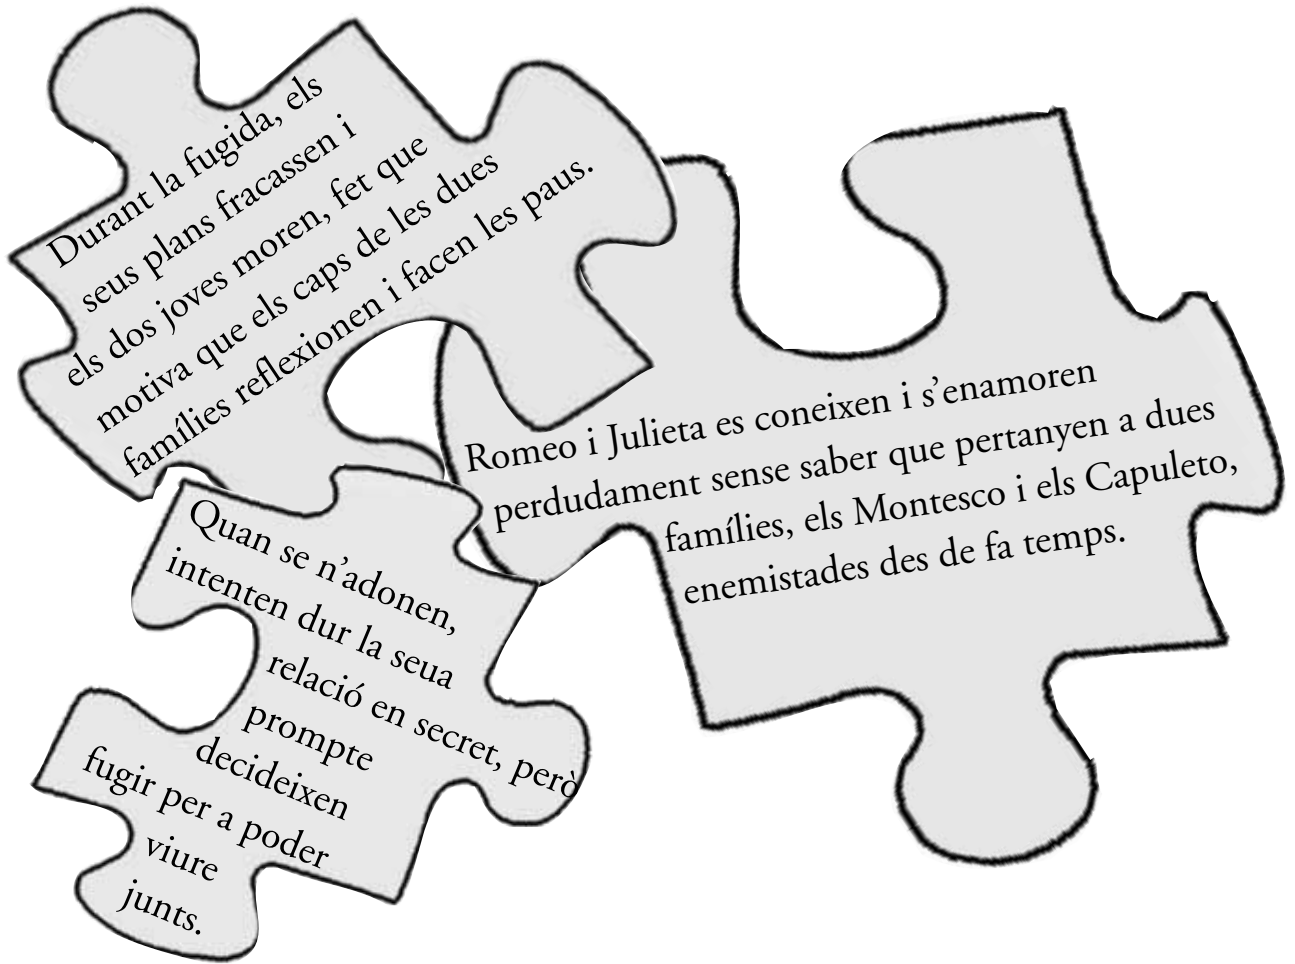 Durant la fugida, els
seus plans fracassen i
els dos joves moren, fet que
motiva que els caps de les dues
famílies reflexionen i facen les paus.
Romeo i Julieta es coneixen i s’enamoren
perdudament sense saber que pertanyen a dues
famílies, els Montesco i els Capuleto,
enemistades des de fa temps.
Quan se n’adonen,
intenten dur la seua
relació en secret, però
prompte
decideixen
fugir per a poder
viure
junts.